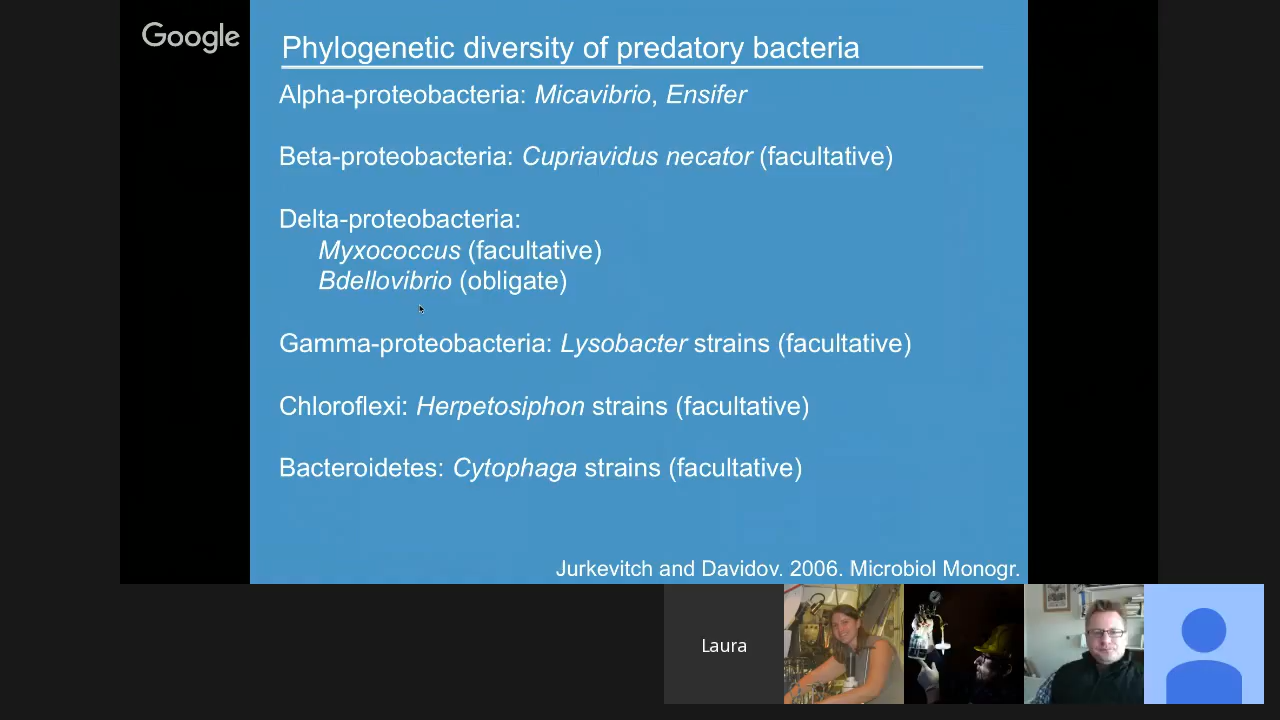 Google
Phylogenetic diversity of predatory bacteria
Alpha-proteobacteria: Micavibrio, Ensifer
Beta-proteobacteria: Cupriavidus necator (facultative)
Delta-proteobacteria:
Myxococcus (facultative)
Bdellovibrio (obligate)
Gamma-proteobacteria: Lysobacter strains (facultative)
Chloroflexi: Herpetosiphon strains (facultative)
Bacteroidetes: Cytophaga strains (facultative)
Jurkevitch and Davidov. 2006. Microbiol Monogr.
Laura